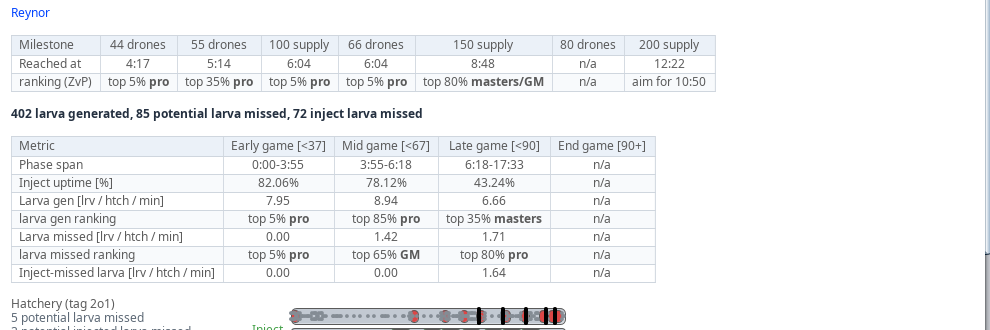 Reynor
Milestone 44 drones 55 drones 100 supply 66 drones 150 supply 80 drones 200 supply
Reached at 4:17 5:14 6:04 6:04 8:48 n/a 12:22
ranking (ZvP) top 5% pro top 35% pro top 5% pro top 5% pro top 80% masters/GM n/a aim for 10:50
402 larva generated, 85 potential larva missed, 72 inject larva missed
Metric Early game [<37] Mid game [<67] Late game [<90] End game [90+]
Phase span 0:00-3:55 3:55-6:18 6:18-17:33 n/a
Inject uptime [%] 82.06% 78.12% 43.24% n/a
Larva gen [lrv / htch / min] 7.95 8.94 6.66 n/a
larva gen ranking top 5% pro top 85% pro top 35% masters n/a
Larva missed [lrv / htch / min] 0.00 1.42 1.71 n/a
larva missed ranking top 5% pro top 65% GM top 80% pro n/a
Inject-missed larva [lrv / htch / min] 0.00 0.00 1.64 n/a
Hatchery (tag 2o1)
5 potential larva missed
potential injected larva missed
Inject